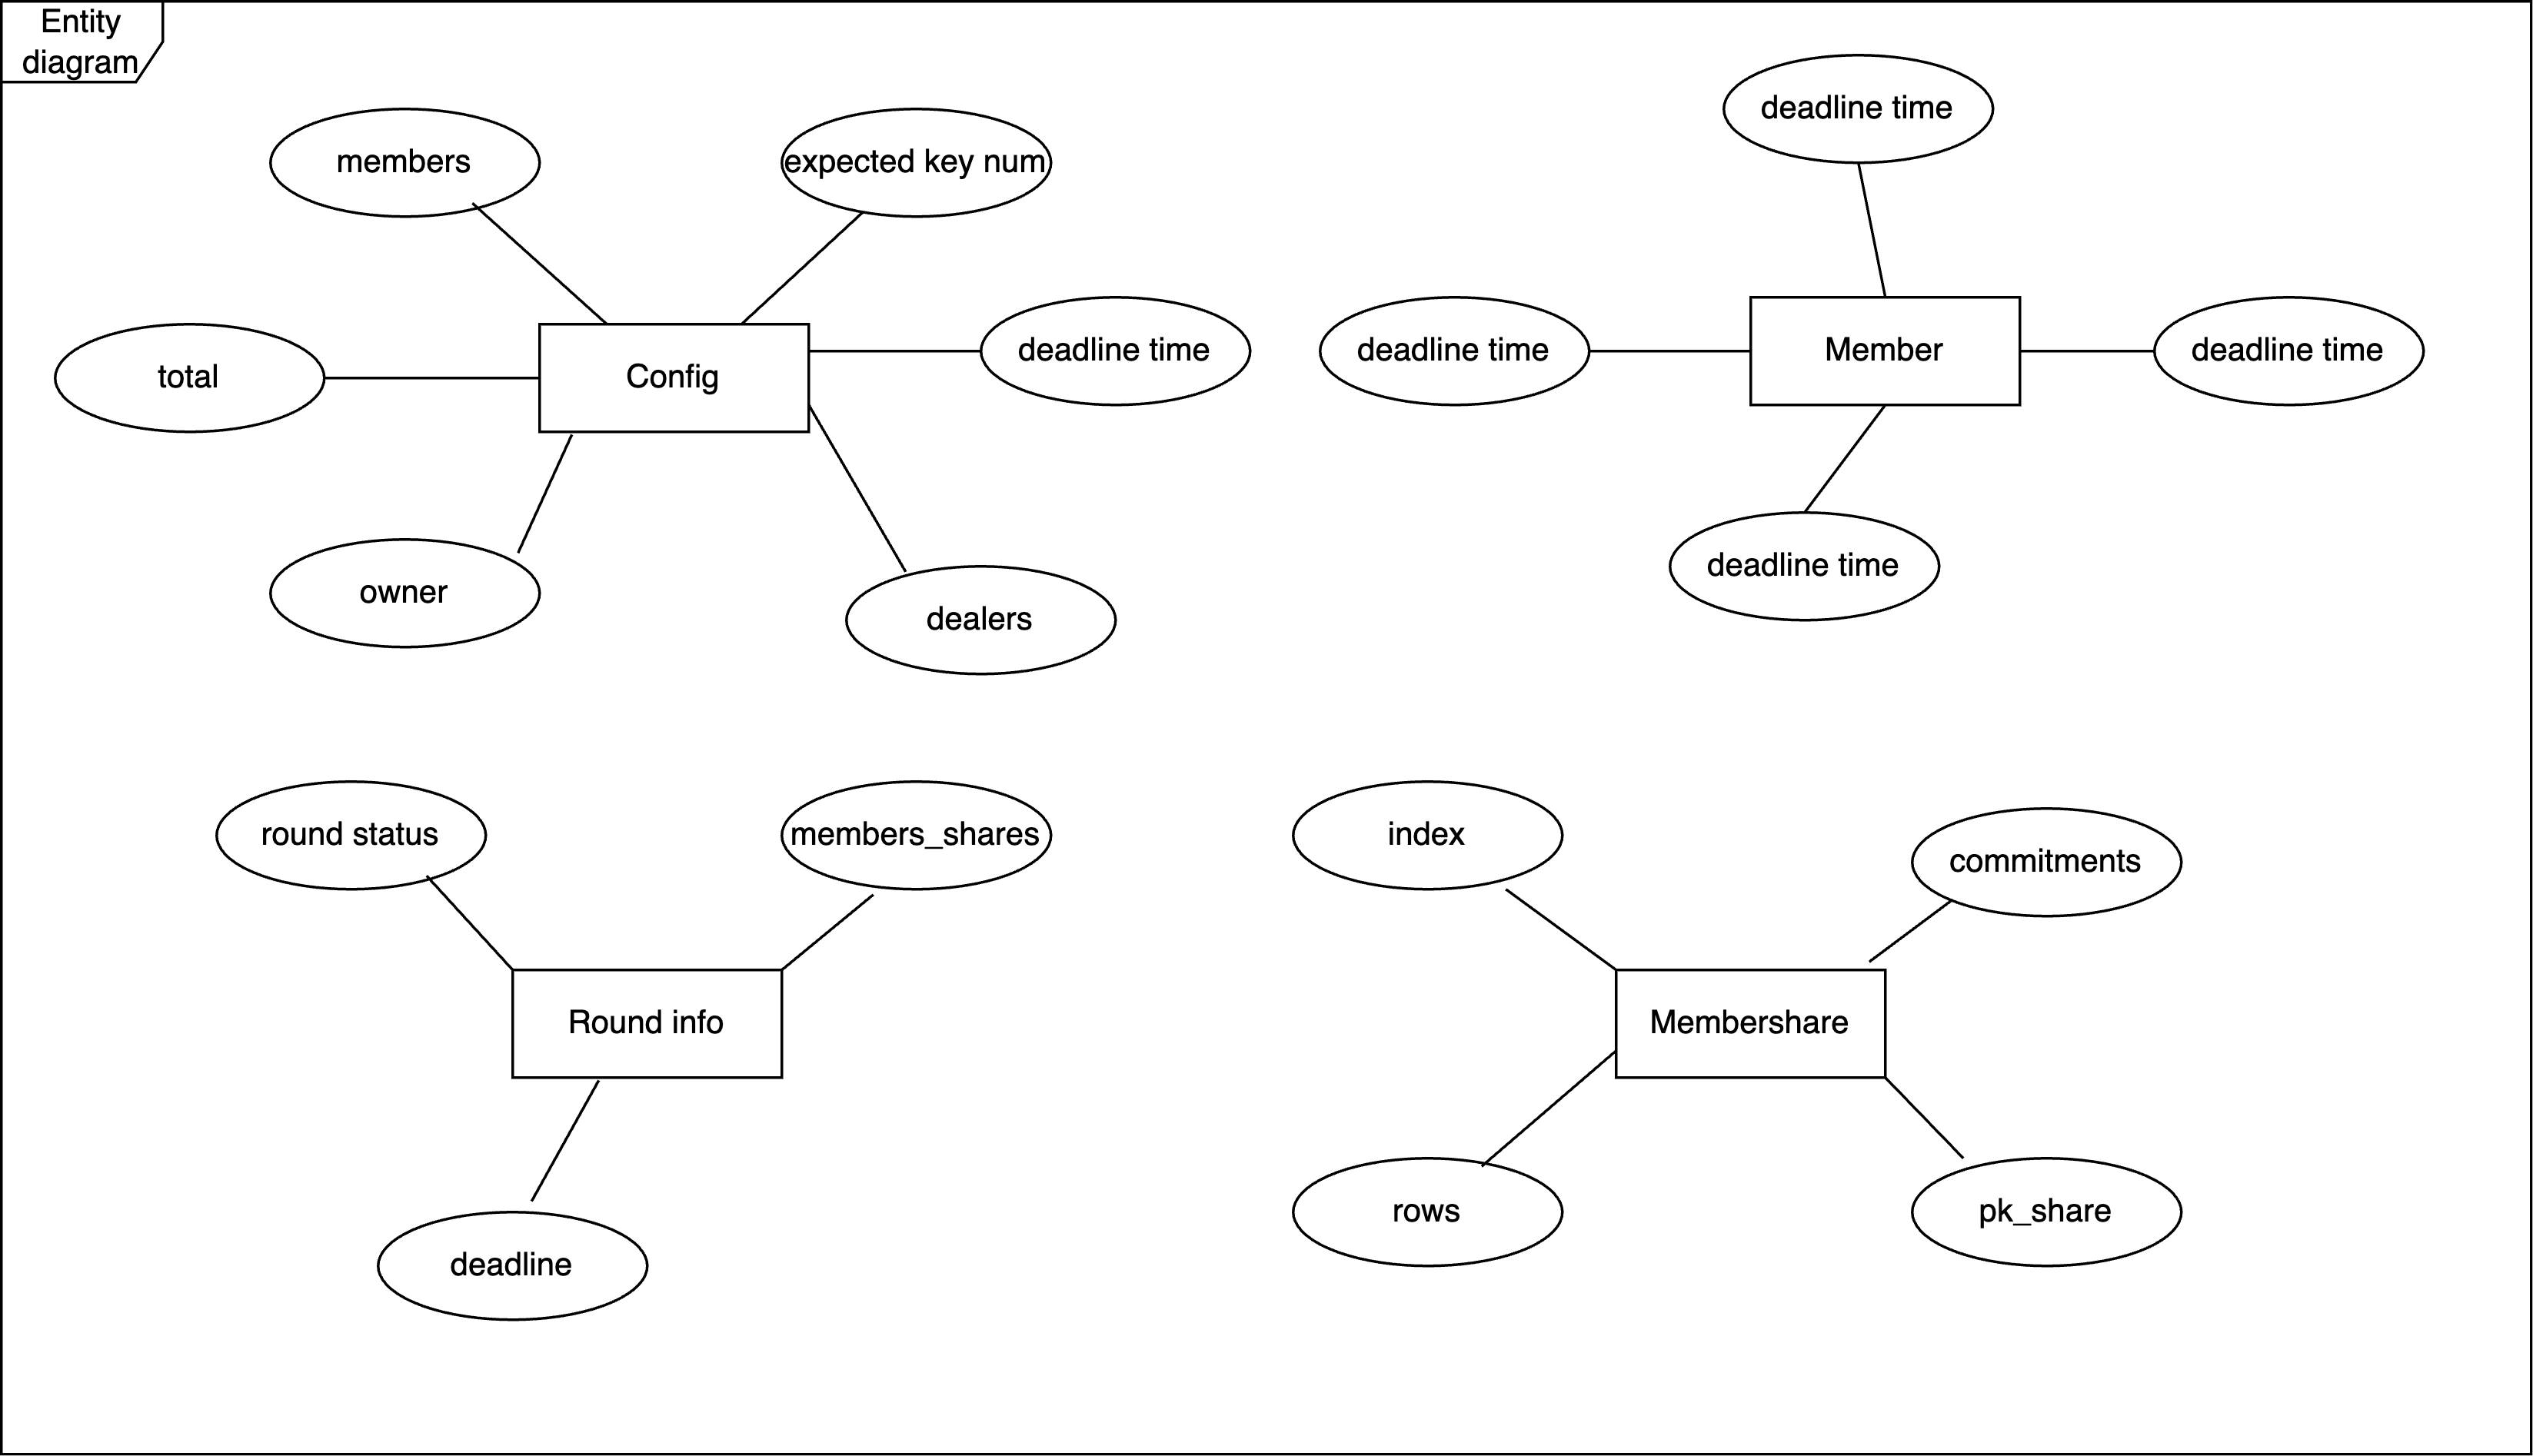 Entity
diagram
members
expected key num
total
Config
deadline time
owner
dealers
deadline time
deadline time
Member
deadline time
deadline time
round status
members_shares
Round info
deadline
index
commitments
Membershare
rows
pk_share